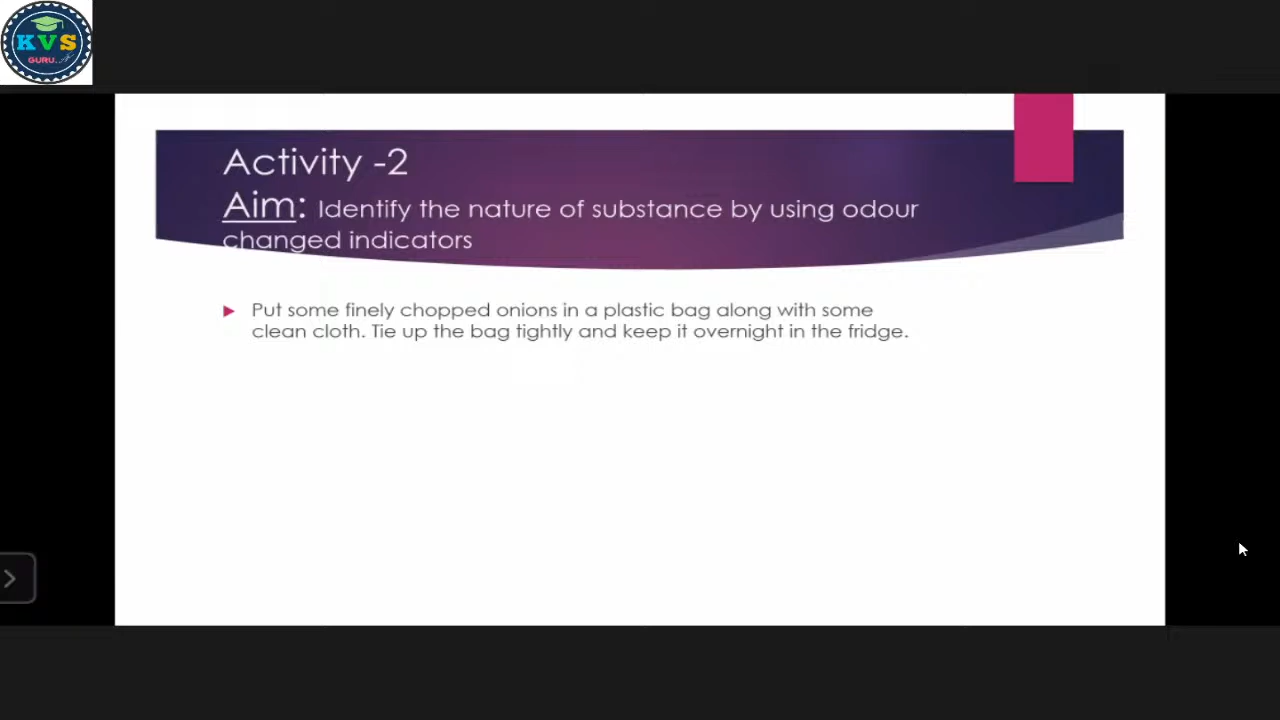 KVS
GURU
Activity -2
Aim: Identify the nature of substance by using odour
changed indicators
Put some finely chopped onions in a plastic bag along with some
clean cloth. Tie up the bag tightly and keep it overnight in the fridge.